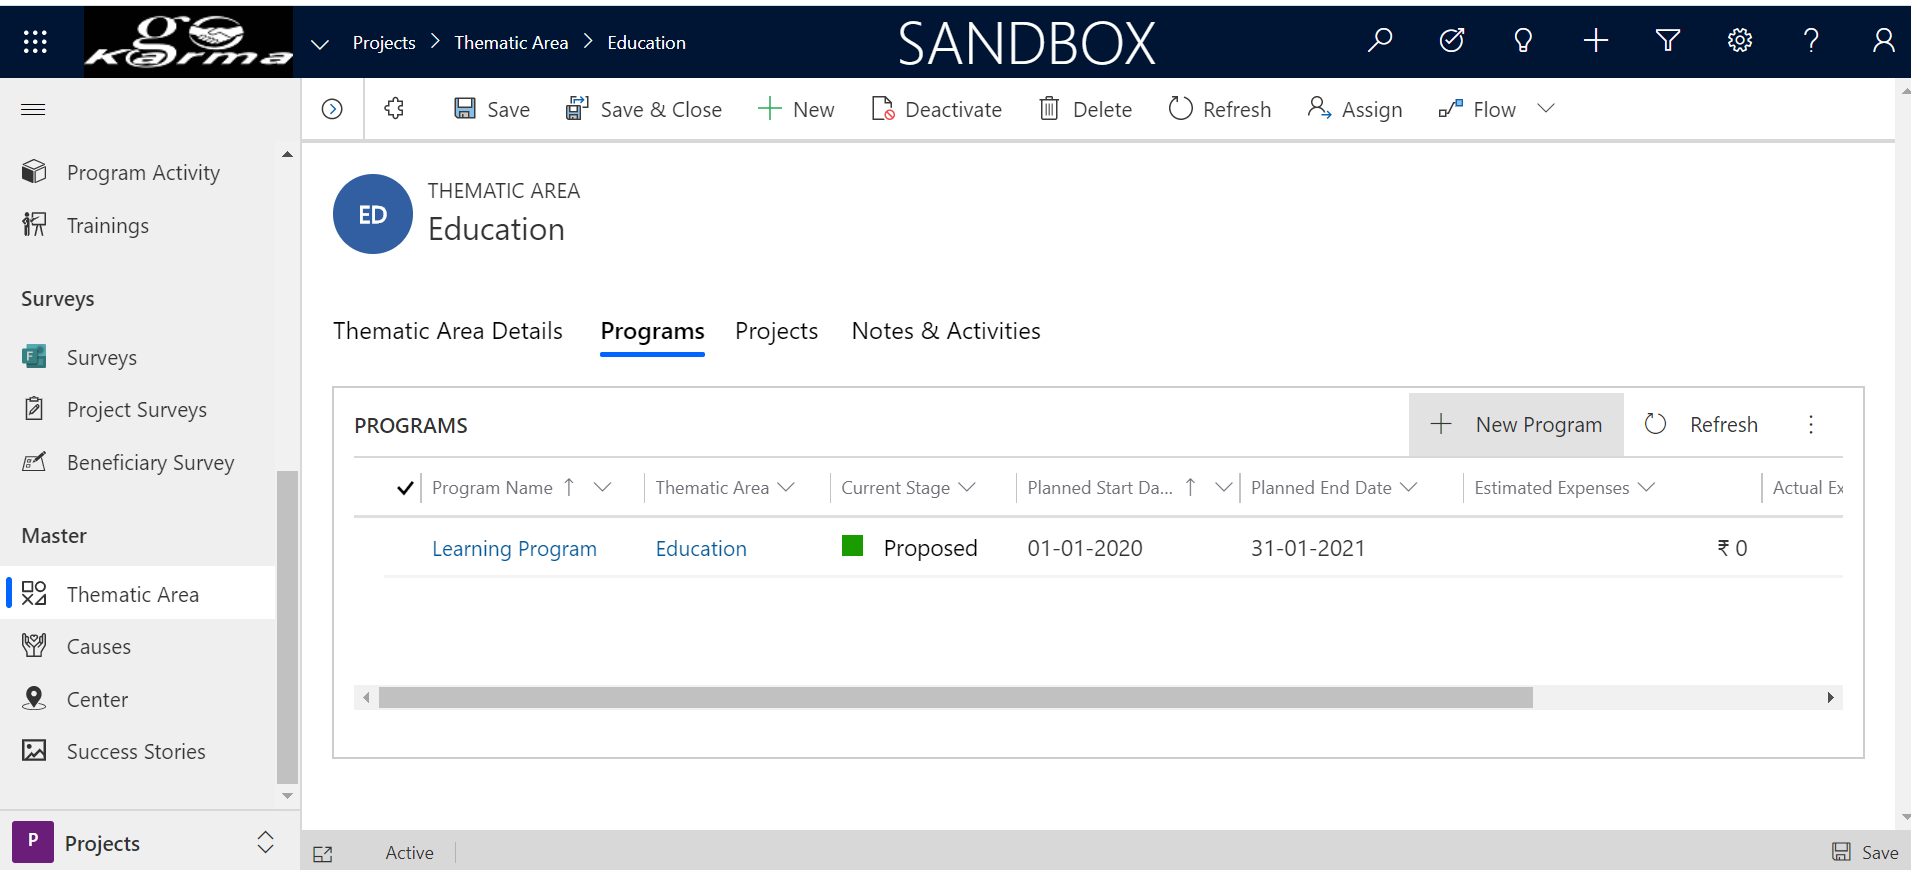 go
karma
Projects > Thematic Area > Education
SANDBOX
Save
Save & Close
New
Deactivate
Delete
Refresh
Assign
Flow
Program Activity
Trainings
Surveys
Surveys
Project Surveys
Beneficiary Survey
Master
Thematic Area
Causes
Center
Success Stories
P Projects
ED
THEMATIC AREA
Education
Thematic Area Details
Programs
Projects
Notes & Activities
PROGRAMS
New Program
Refresh
Program Name
Thematic Area
Current Stage
Planned Start Da...
Planned End Date
Estimated Expenses
Actual Ex
Learning Program
Education
Proposed
01-01-2020
31-01-2021
₹ 0
Active
Save